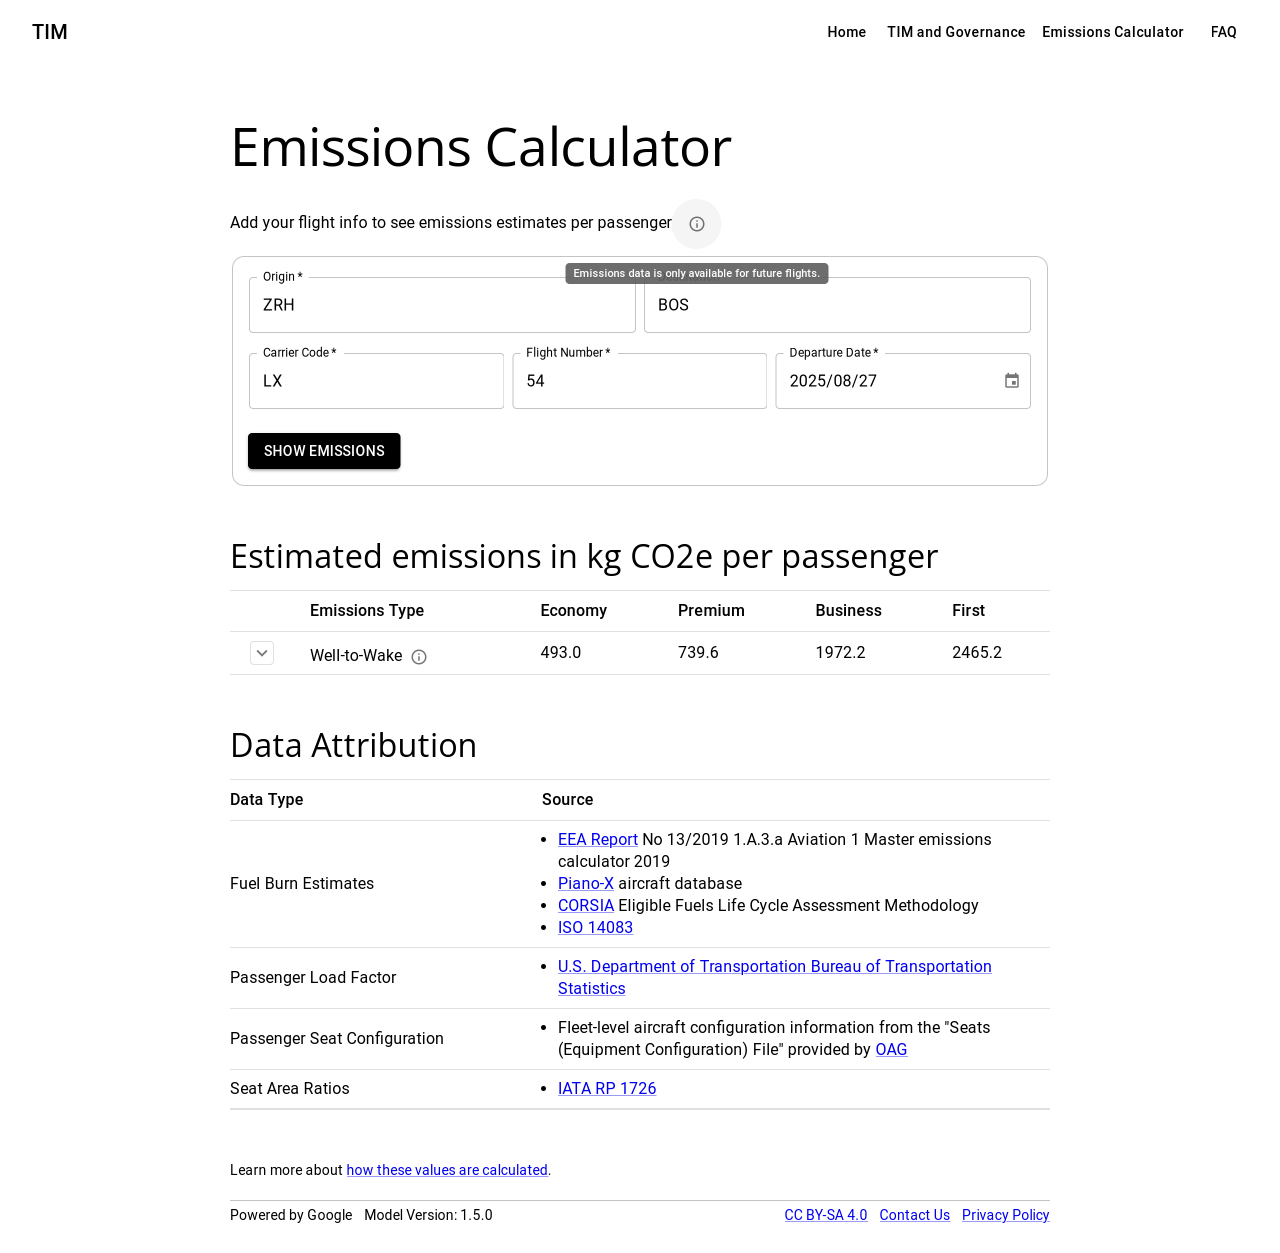 TIM
Home TIM and Governance Emissions Calculator FAQ
Emissions Calculator
Add your flight info to see emissions estimates per passenger
Emissions data is only available for future flights.
Origin *
ZRH
BOS
Carrier Code *
LX
Flight Number *
54
Departure Date *
2025/08/27
SHOW EMISSIONS
Estimated emissions in kg CO2e per passenger
Emissions Type Economy Premium Business First
Well-to-Wake 493.0 739.6 1972.2 2465.2
Data Attribution
Data Type Source
Fuel Burn Estimates
• EEA Report No 13/2019 1.A.3.a Aviation 1 Master emissions
calculator 2019
• Piano-X aircraft database
• CORSIA Eligible Fuels Life Cycle Assessment Methodology
• ISO 14083
Passenger Load Factor
• U.S. Department of Transportation Bureau of Transportation
Statistics
Passenger Seat Configuration
• Fleet-level aircraft configuration information from the "Seats
(Equipment Configuration) File" provided by OAG
Seat Area Ratios
• IATA RP 1726
Learn more about how these values are calculated.
Powered by Google Model Version: 1.5.0 CC BY-SA 4.0 Contact Us Privacy Policy